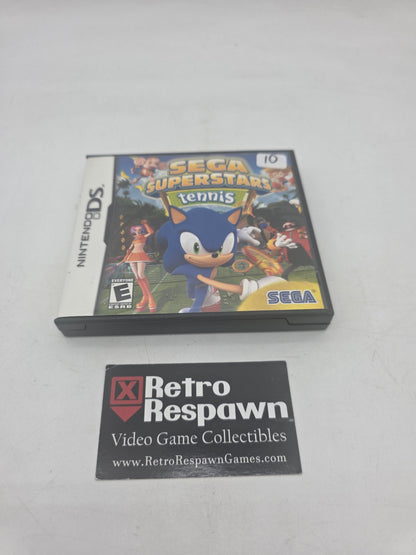 NINTENDO DS.
SEGA
SUPERSTARS
tennis
10
EVERYONE
E
ESRB
SEGA
Retro
Respawn
Video Game Collectibles
www.RetroRespawnGames.com